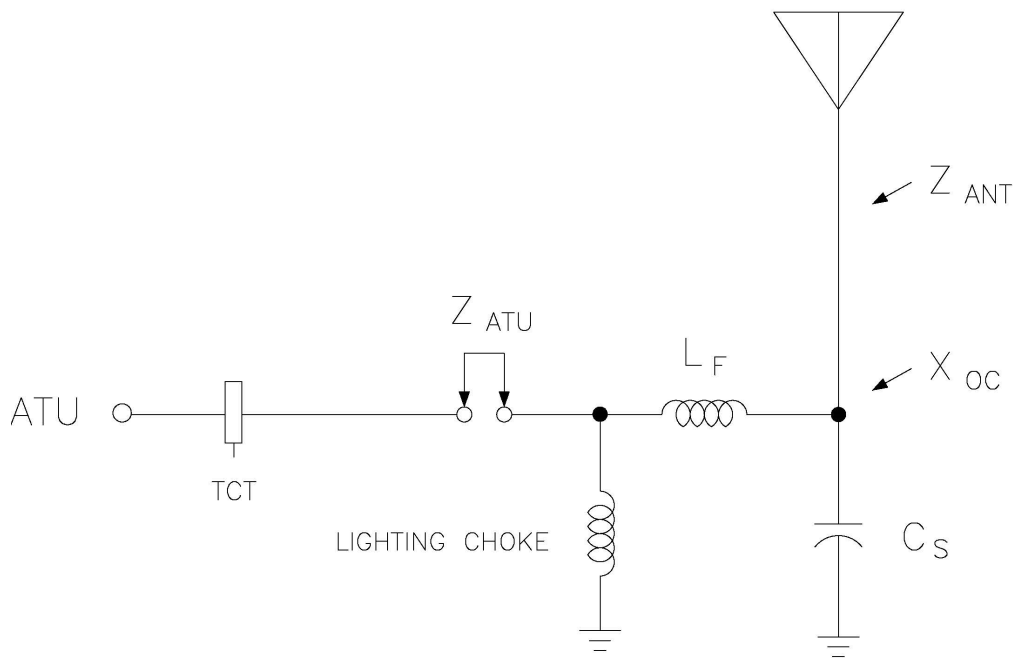 Z ANT
Z ATU
L F
X OC
ATU
TCT
LIGHTING CHOKE
C S